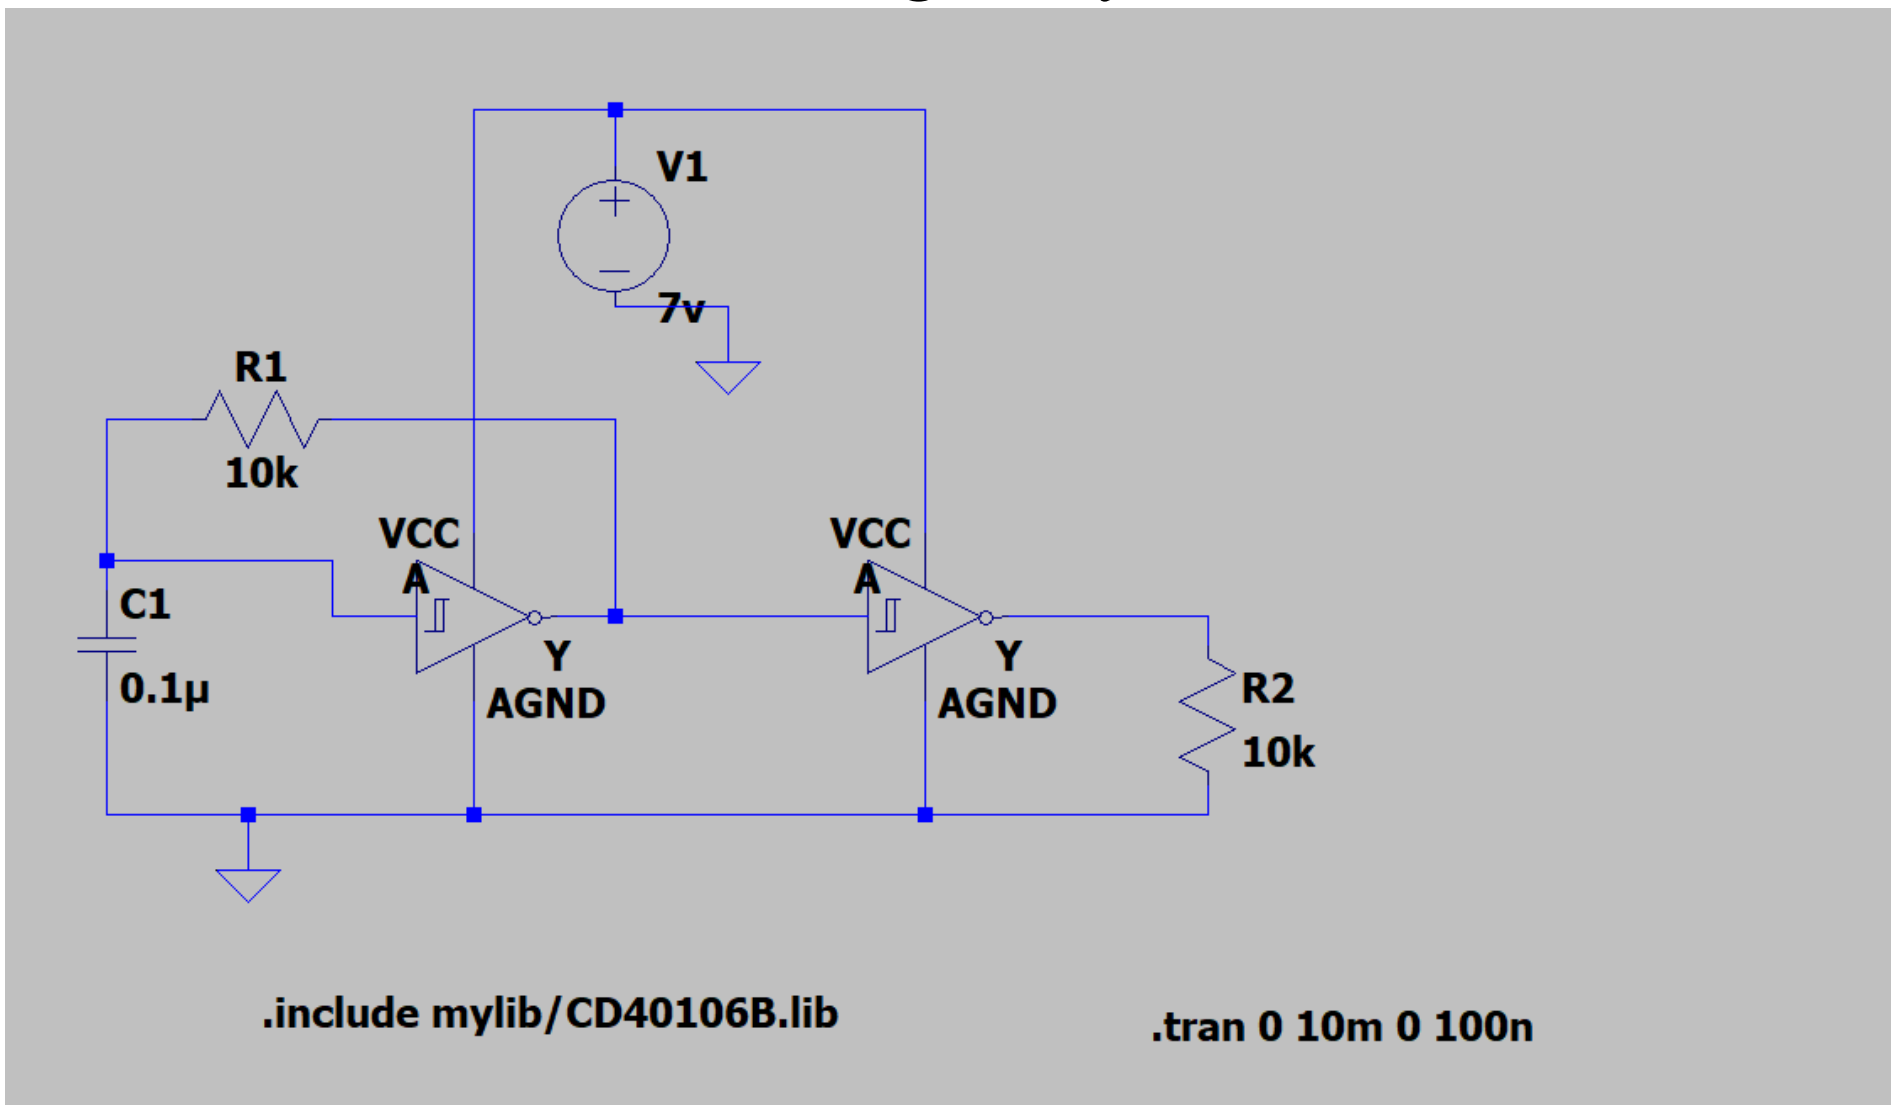 V1
7v
R1
10k
VCC
A
VCC
A
C1
0.1µ
Y
AGND
Y
AGND
R2
10k
.include mylib/CD40106B.lib
.tran 0 10m 0 100n